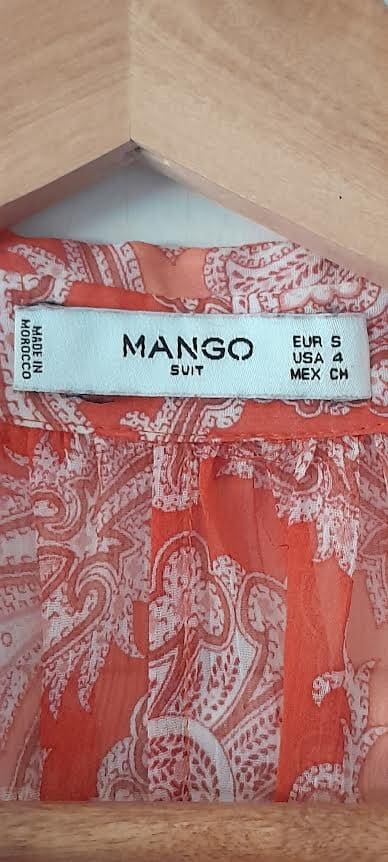 MADE IN
MOROCCO
MANGO
SUIT
EUR S
USA 4
MEX CH